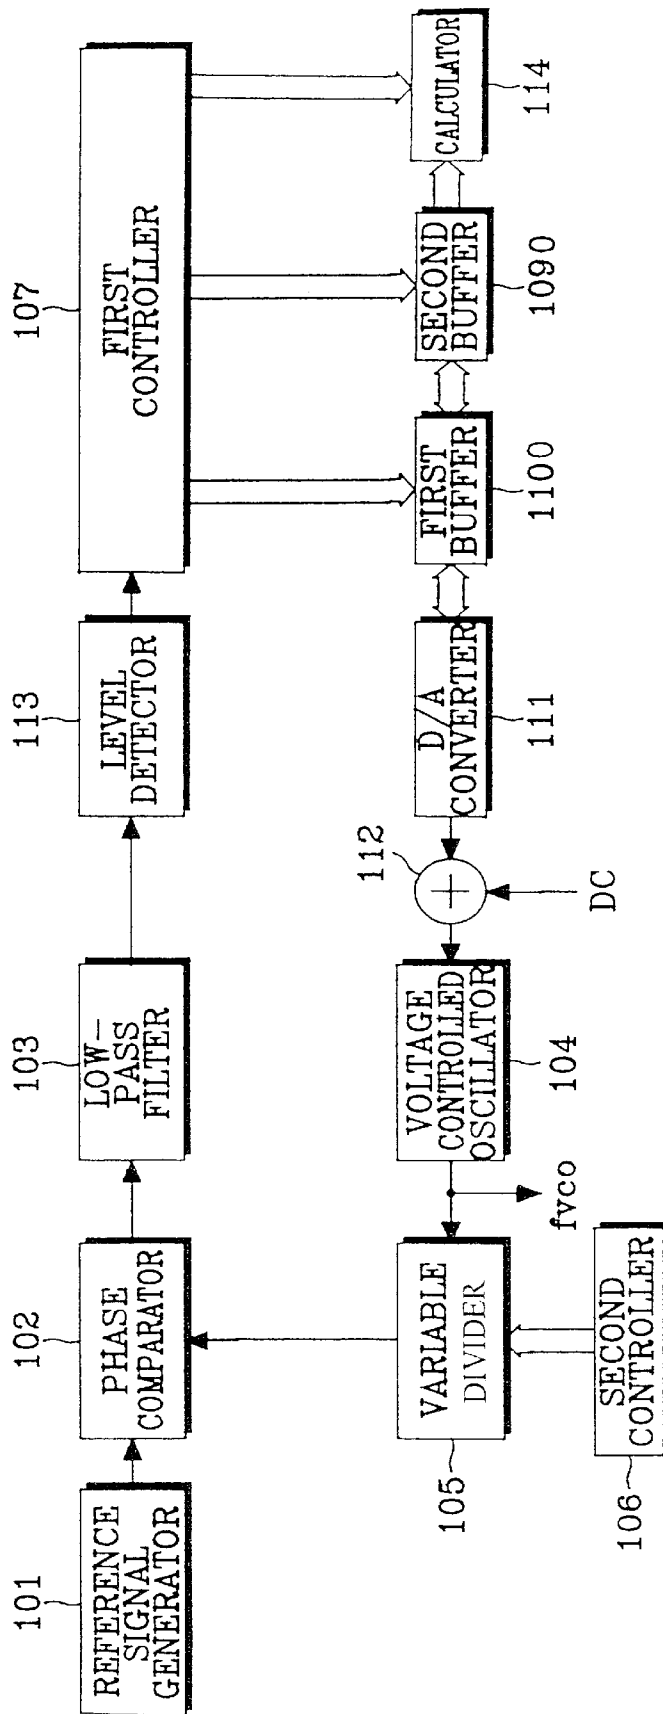 101
REFERENCE
SIGNAL
GENERATOR
102
PHASE
COMPARATOR
103
LOW-
PASS
FILTER
113
LEVEL
DETECTOR
107
FIRST
CONTROLLER
105
VARIABLE
DIVIDER
VOLTAGE
CONTROLLED
OSCILLATOR
104
112
+
D/A
CONVERTER
111
FIRST
BUFFER
1100
SECOND
BUFFER
1090
CALCULATOR
114
fvco
DC
106
SECOND
CONTROLLER